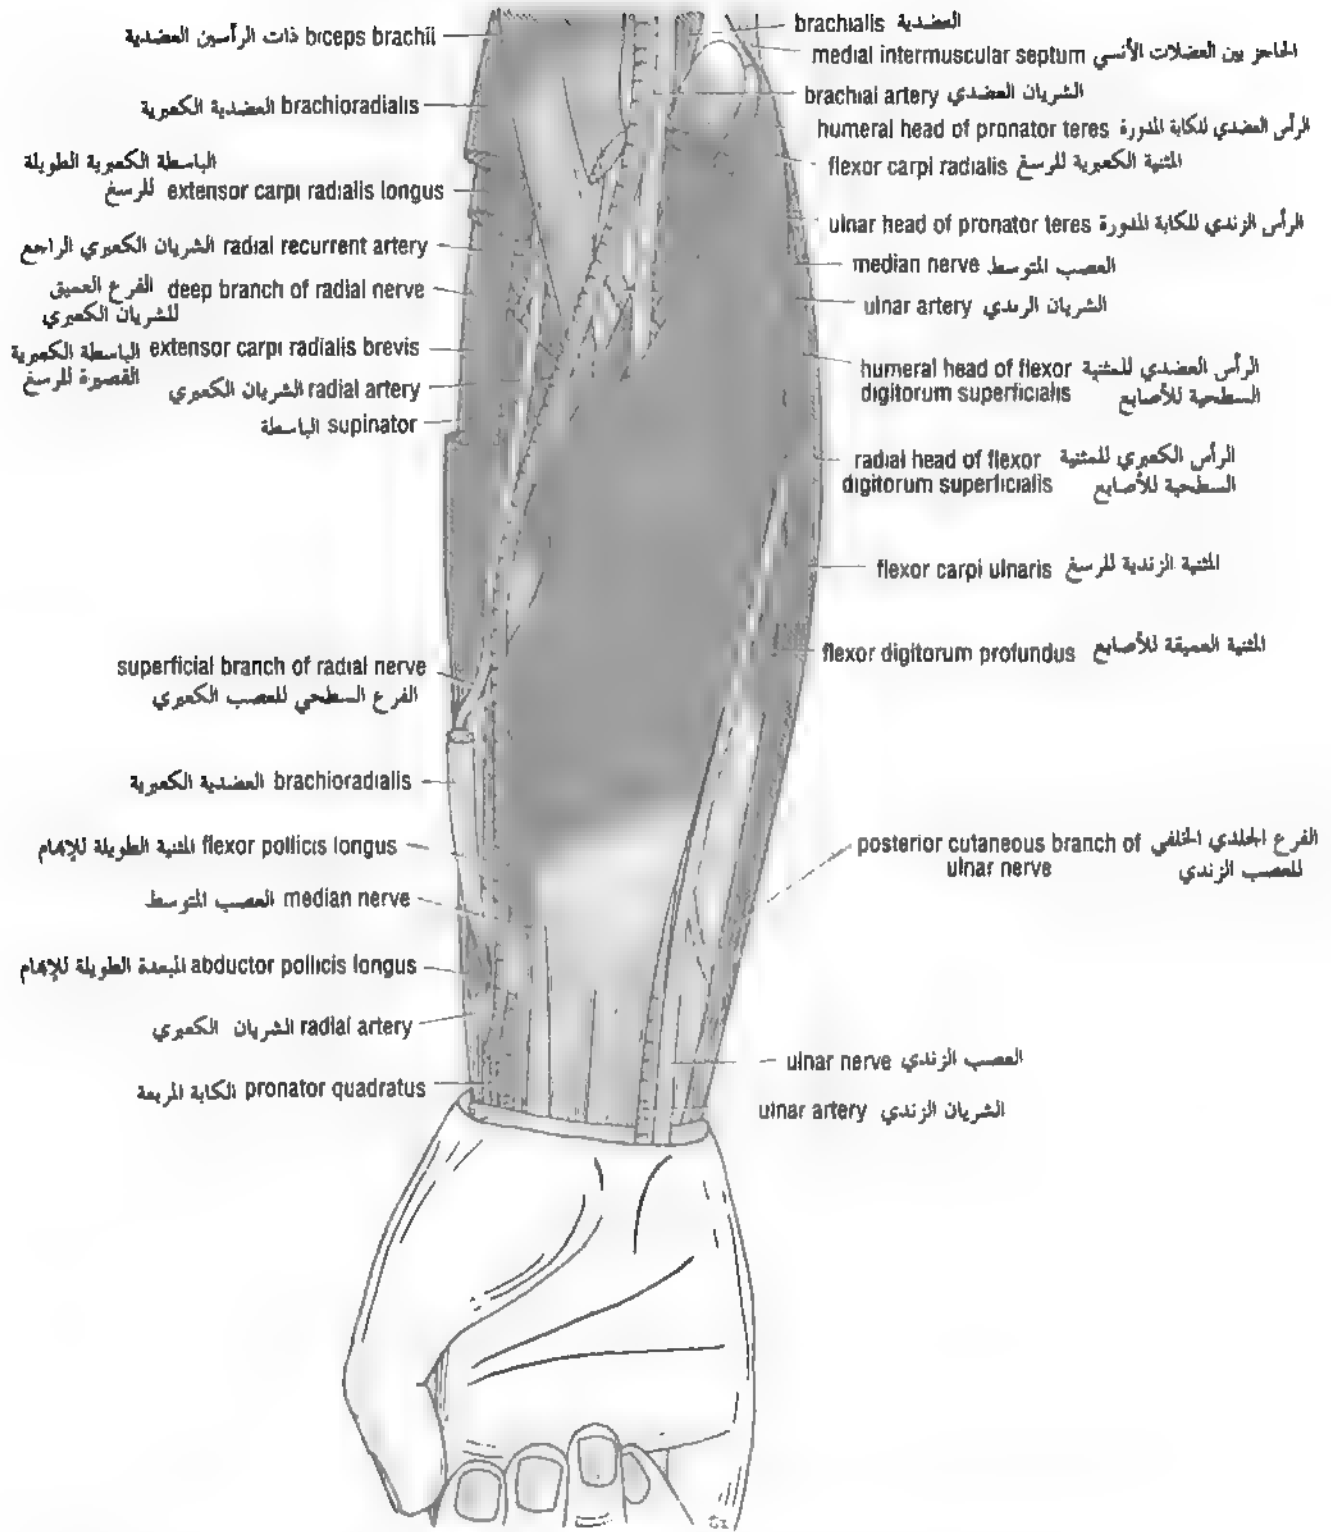 biceps brachii ذات الرأسين العضدية
brachioradialis العضدية الكعبرية
الباسطة الكعبرية الطويلة
extensor carpi radialis longus للرسغ
radial recurrent artery الشريان الكعبري الراجع
deep branch of radial nerve الفرع العميق
للشريان الكعبري
extensor carpi radialis brevis الباسطة الكعبرية
القصيرة للرسغ
radial artery الشريان الكعبري
supinator الباسطة
superficial branch of radial nerve
الفرع السطحي للعصب الكعبري
brachioradialis العضدية الكعبرية
flexor pollicis longus المثنية الطويلة للإبهام
median nerve العصب المتوسط
abductor pollicis longus المبعدة الطويلة للإبهام
radial artery الشريان الكعبري
pronator quadratus الكابة المربعة
brachialis العضدية
medial intermuscular septum الحاجز بين العضلات الأنسي
brachial artery الشريان العضدي
humeral head of pronator teres الرأس العضدي للكابة المدورة
flexor carpi radialis المثنية الكعبرية للرسغ
ulnar head of pronator teres الرأس الزندي للكابة المدورة
median nerve العصب المتوسط
ulnar artery الشريان الزندي
humeral head of flexor الرأس العضدي للمثنية
digitorum superficialis السطحية للأصابع
radial head of flexor الرأس الكعبري للمثنية
digitorum superficialis السطحية للأصابع
flexor carpi ulnaris المثنية الزندية للرسغ
flexor digitorum profundus المثنية العميقة للأصابع
posterior cutaneous branch of الفرع الجلدي الخلفي
ulnar nerve للعصب الزندي
ulnar nerve العصب الزندي
ulnar artery الشريان الزندي